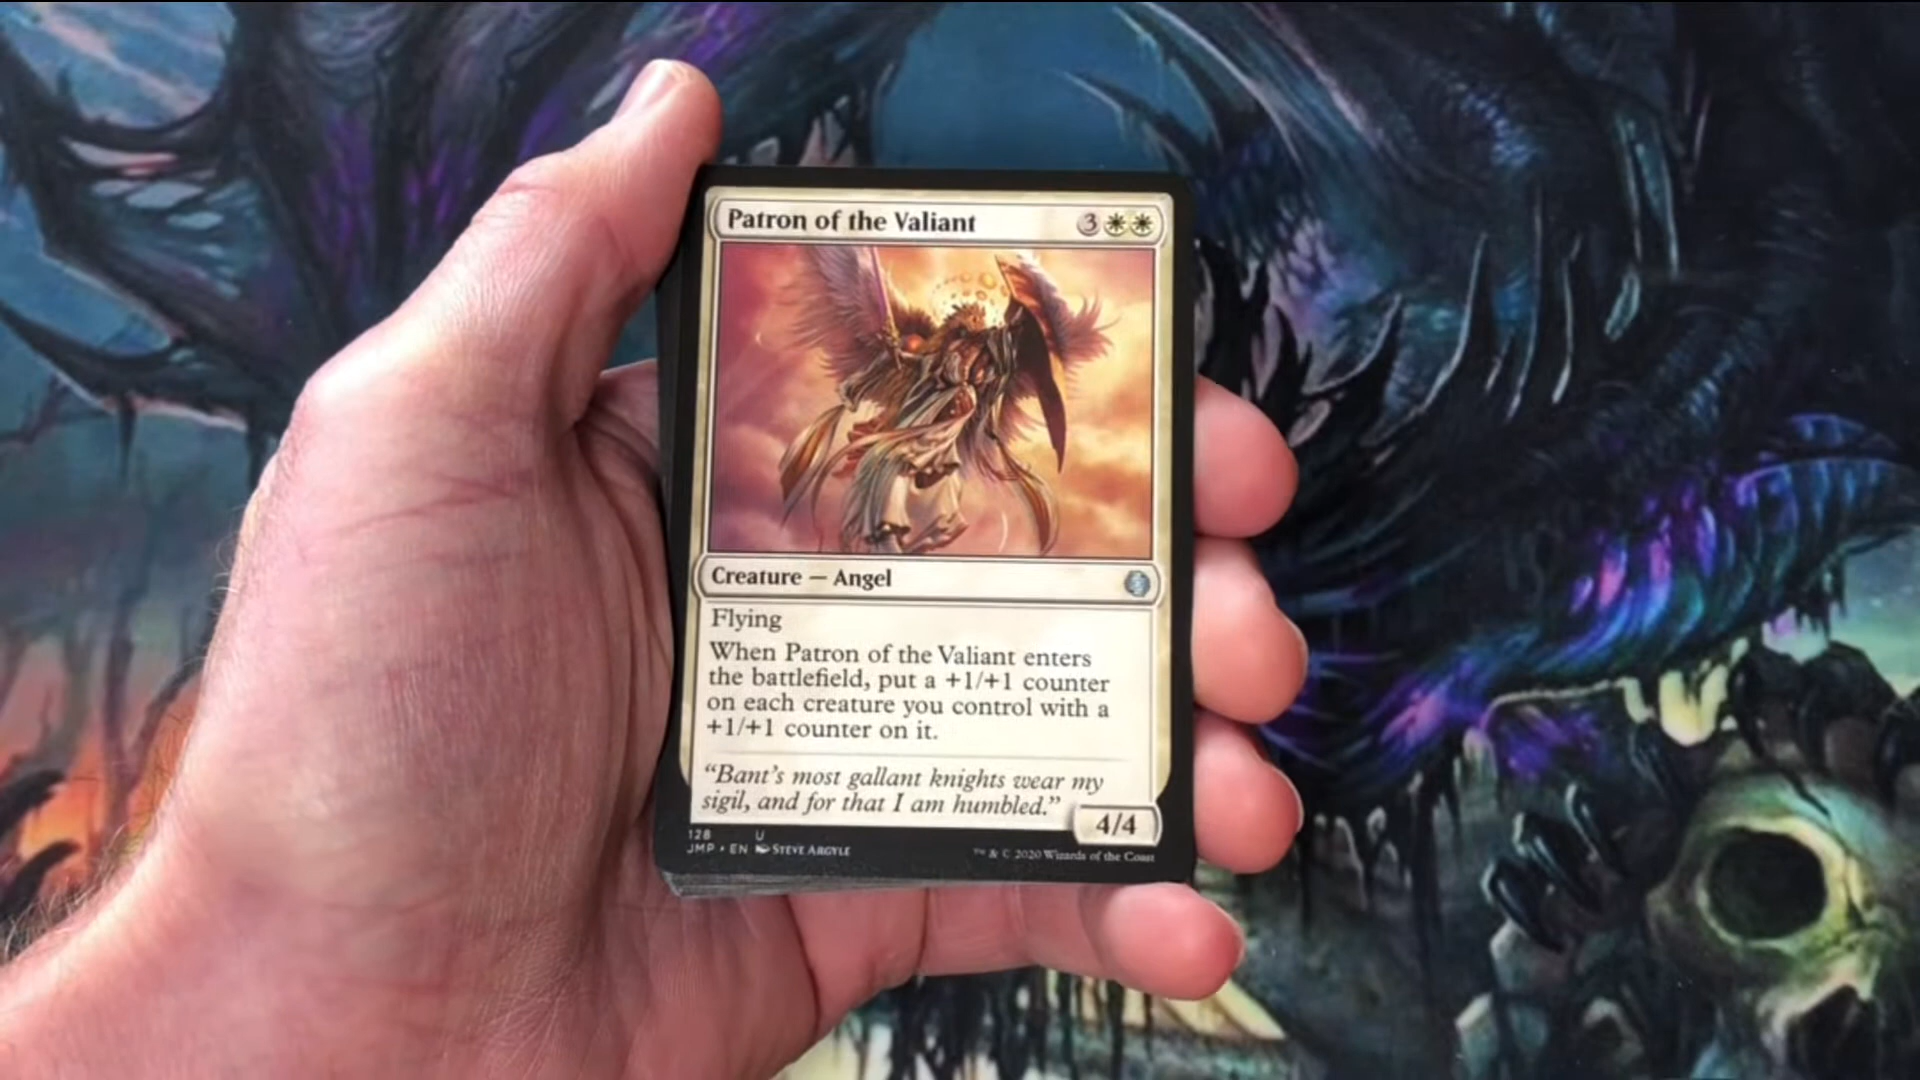 Patron of the Valiant 3
Creature — Angel
Flying
When Patron of the Valiant enters
the battlefield, put a +1/+1 counter
on each creature you control with a
+1/+1 counter on it.
“Bant’s most gallant knights wear my
sigil, and for that I am humbled.”
4/4
128 U
JMP • EN Steve Argyle
™ & © 2020 Wizards of the Coast